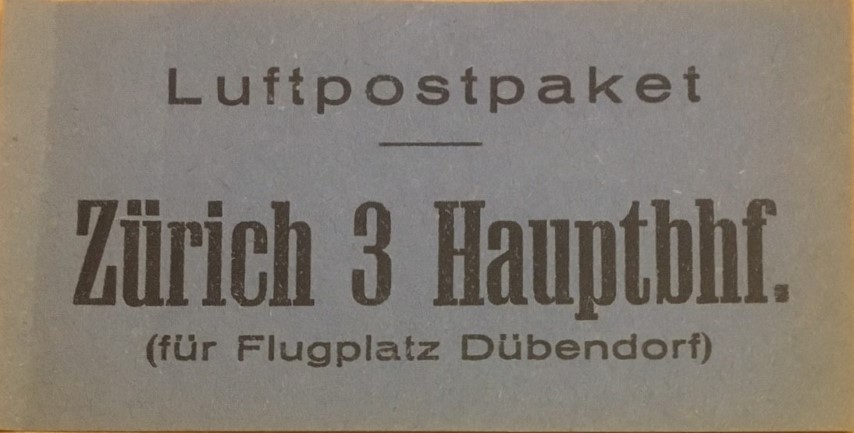 Luftpostpaket
Zürich 3 Hauptbhf.
(für Flugplatz Dübendorf)